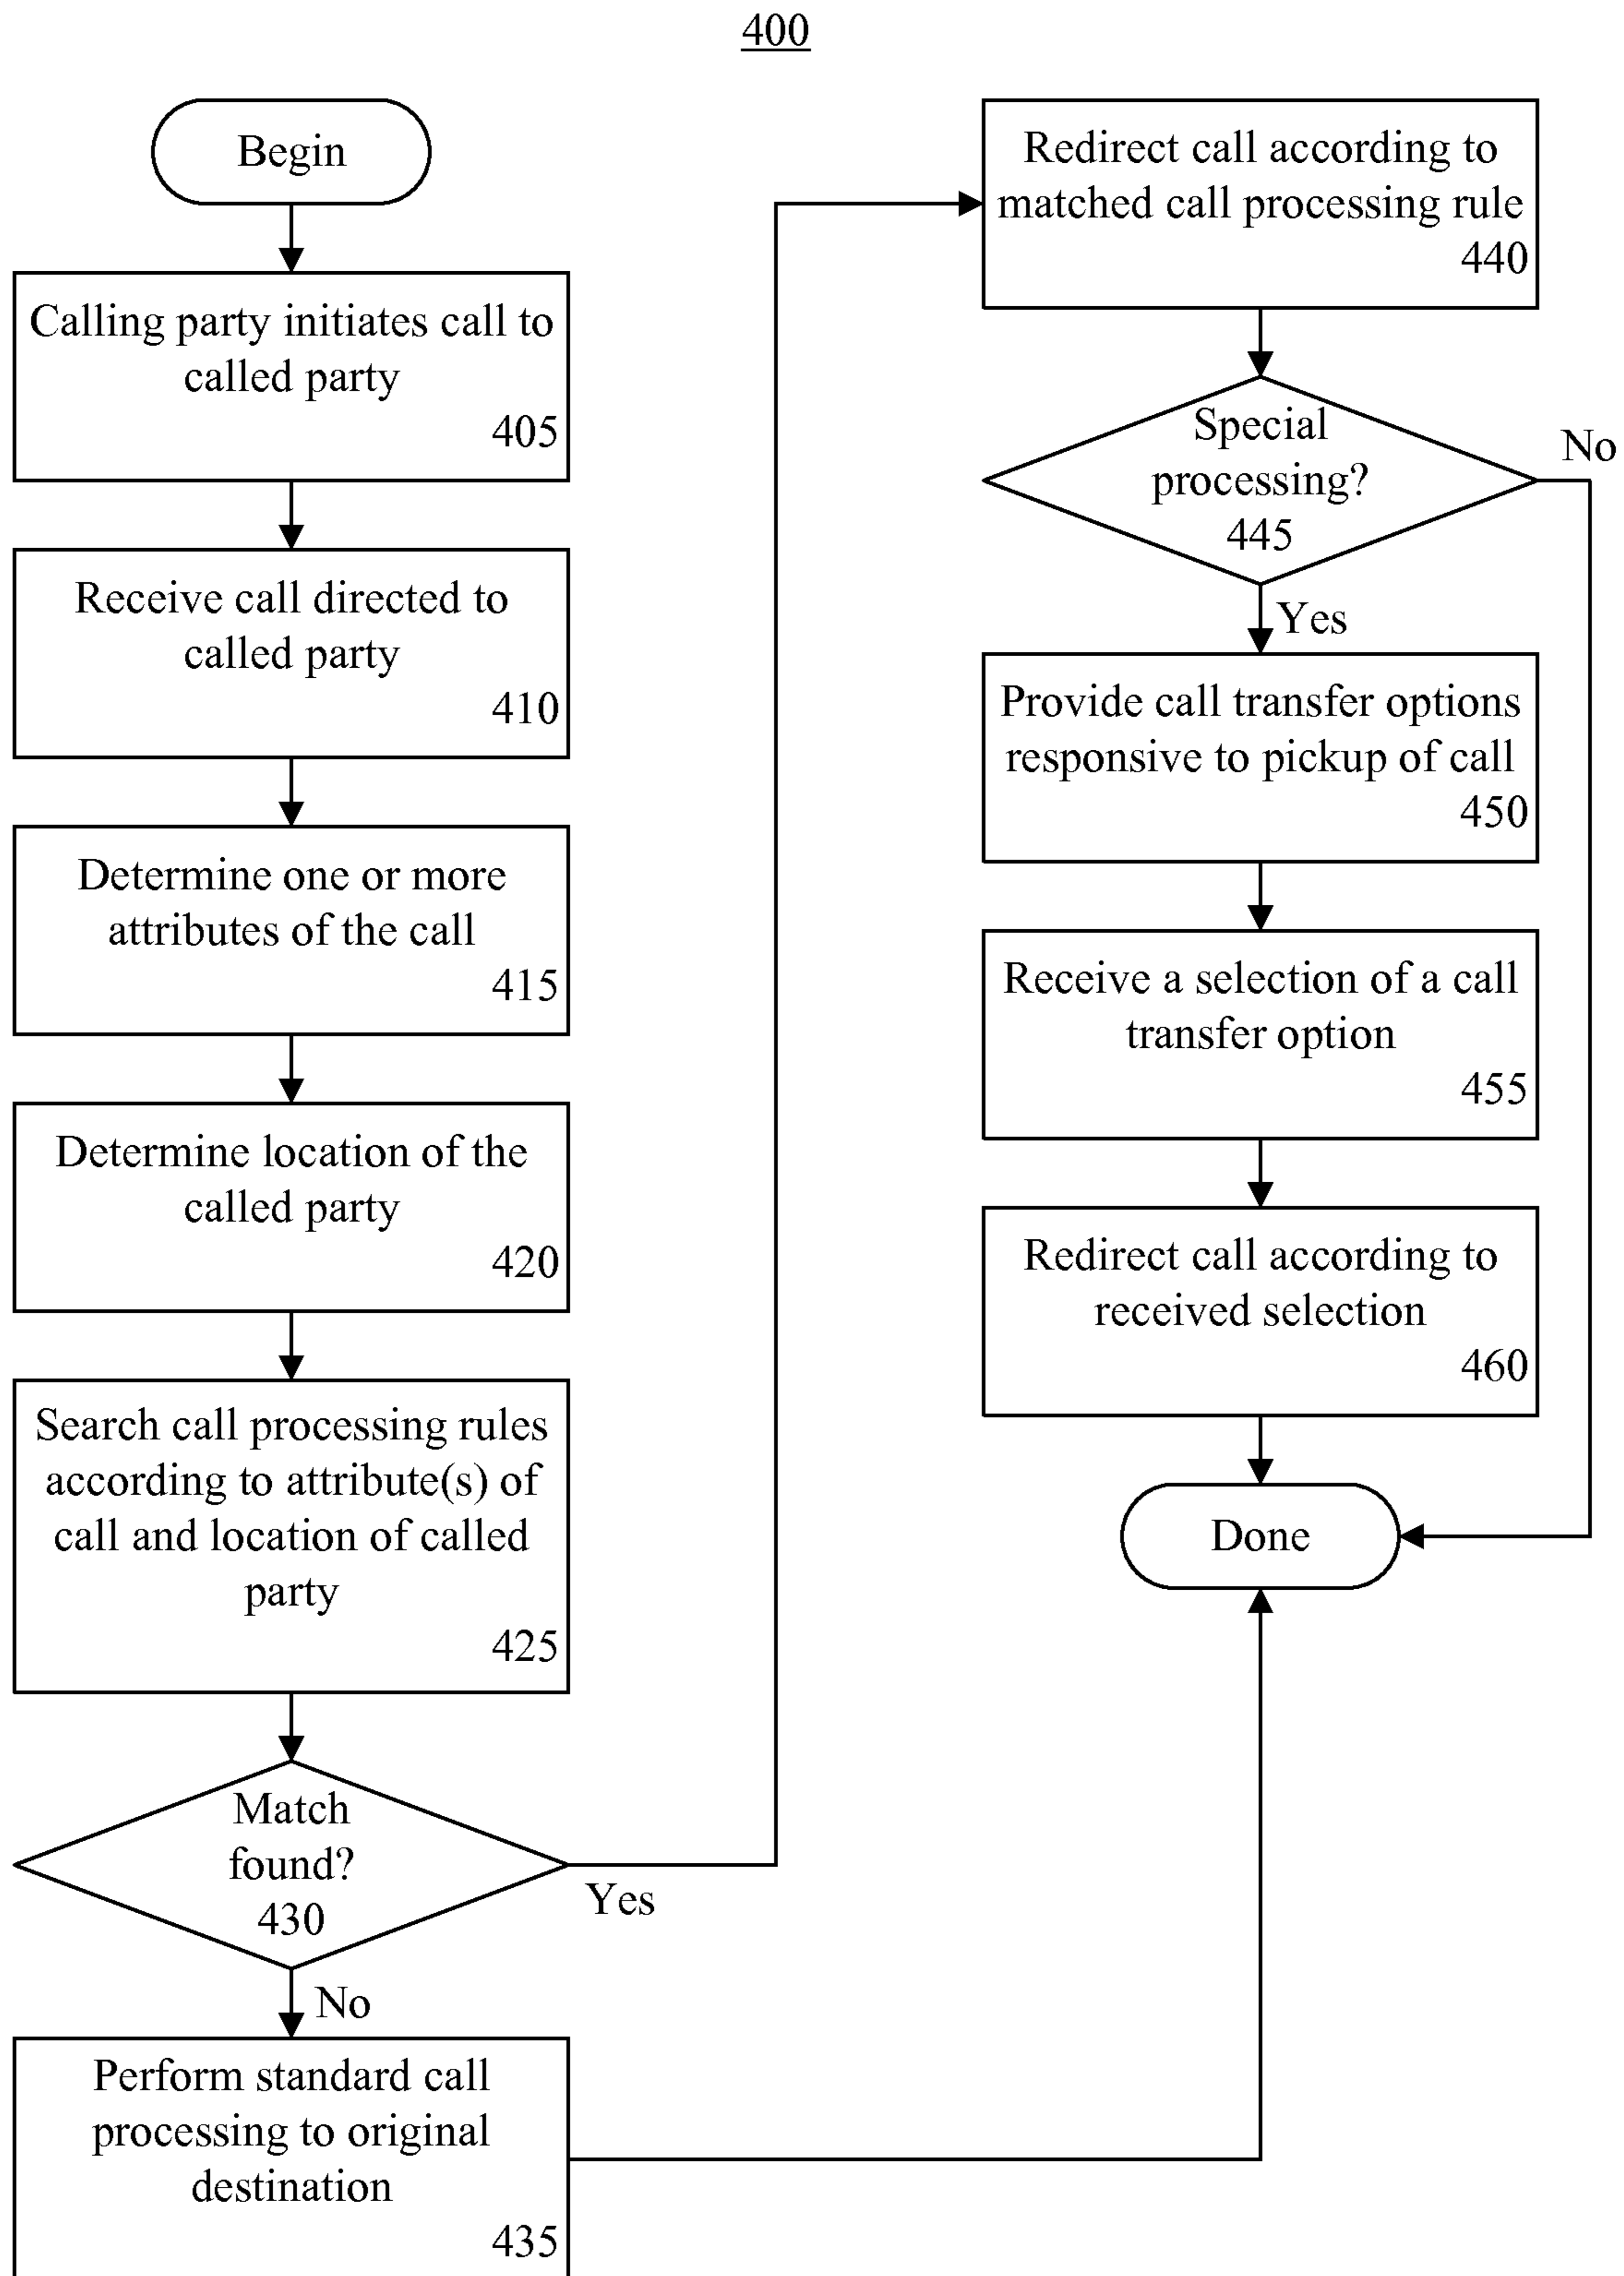 400
Begin
Calling party initiates call to
called party
405
Receive call directed to
called party
410
Determine one or more
attributes of the call
415
Determine location of the
called party
420
Search call processing rules
according to attribute(s) of
call and location of called
party
425
Match
found?
430
Yes
No
Perform standard call
processing to original
destination
435
Redirect call according to
matched call processing rule
440
Special
processing?
445
No
Yes
Provide call transfer options
responsive to pickup of call
450
Receive a selection of a call
transfer option
455
Redirect call according to
received selection
460
Done